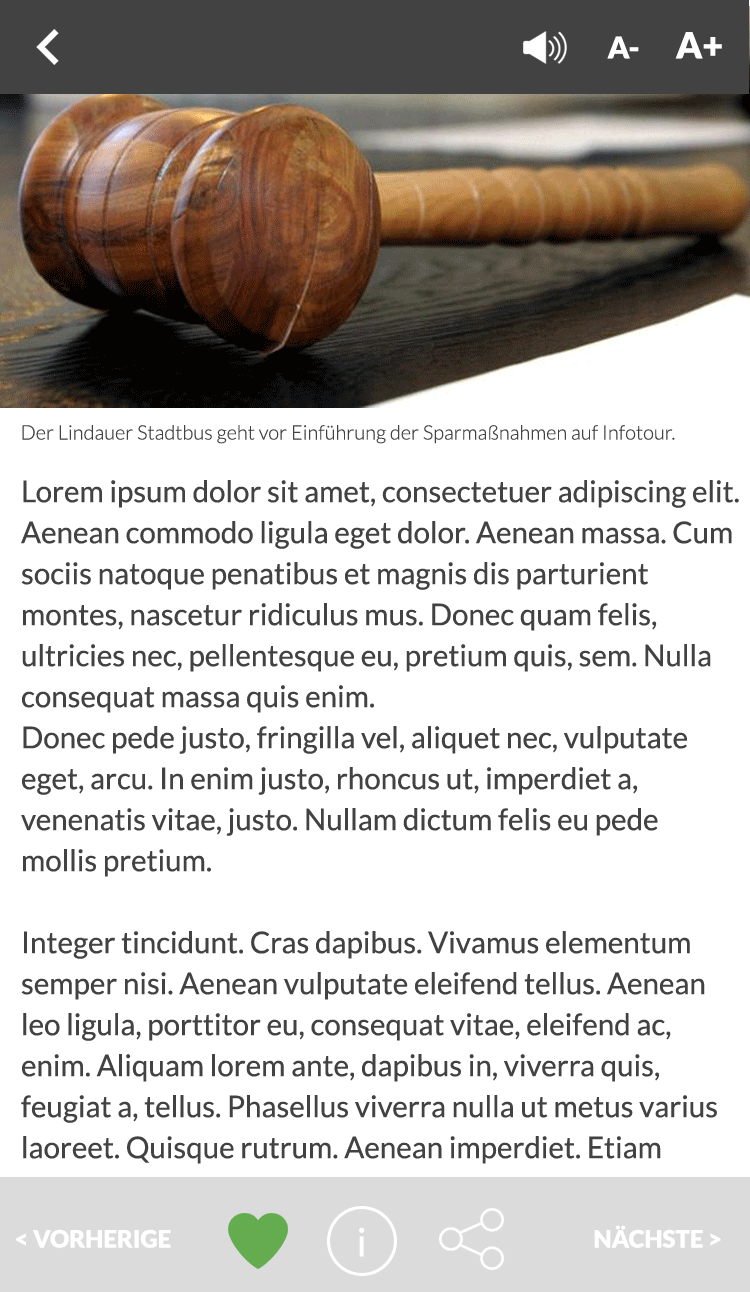 A- A+
Der Lindauer Stadtbus geht vor Einführung der Sparmaßnahmen auf Infotour.
Lorem ipsum dolor sit amet, consectetuer adipiscing elit.
Aenean commodo ligula eget dolor. Aenean massa. Cum
sociis natoque penatibus et magnis dis parturient
montes, nascetur ridiculus mus. Donec quam felis,
ultricies nec, pellentesque eu, pretium quis, sem. Nulla
consequat massa quis enim.
Donec pede justo, fringilla vel, aliquet nec, vulputate
eget, arcu. In enim justo, rhoncus ut, imperdiet a,
venenatis vitae, justo. Nullam dictum felis eu pede
mollis pretium.
Integer tincidunt. Cras dapibus. Vivamus elementum
semper nisi. Aenean vulputate eleifend tellus. Aenean
leo ligula, porttitor eu, consequat vitae, eleifend ac,
enim. Aliquam lorem ante, dapibus in, viverra quis,
feugiat a, tellus. Phasellus viverra nulla ut metus varius
laoreet. Quisque rutrum. Aenean imperdiet. Etiam
< VORHERIGE i NÄCHSTE >